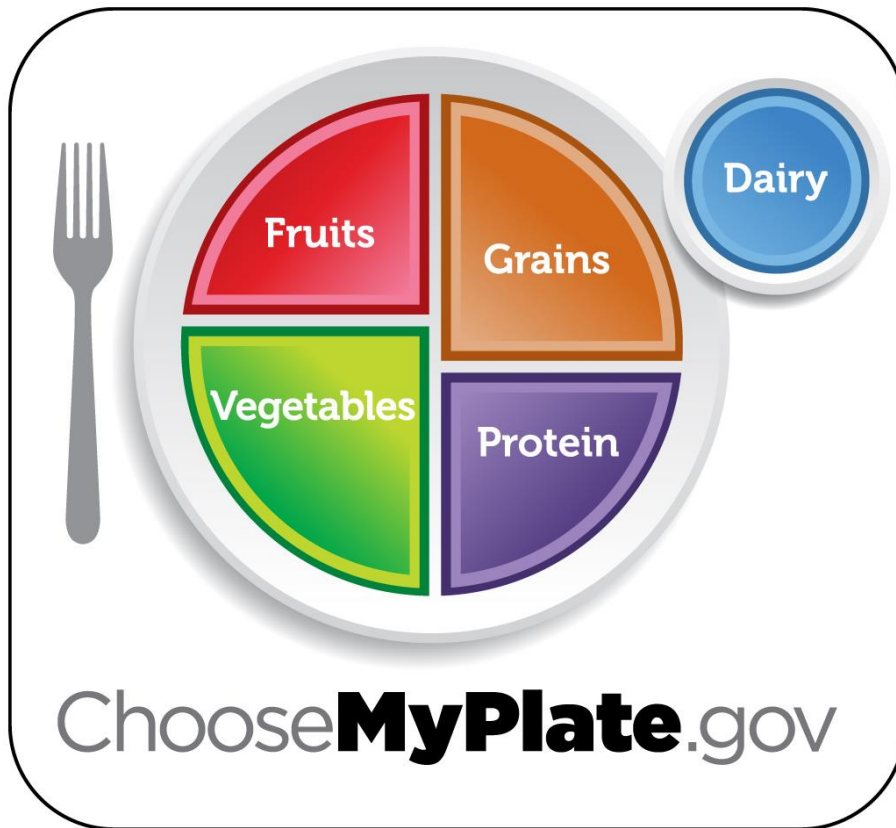 Fruits
Grains
Dairy
Vegetables
Protein
ChooseMyPlate.gov